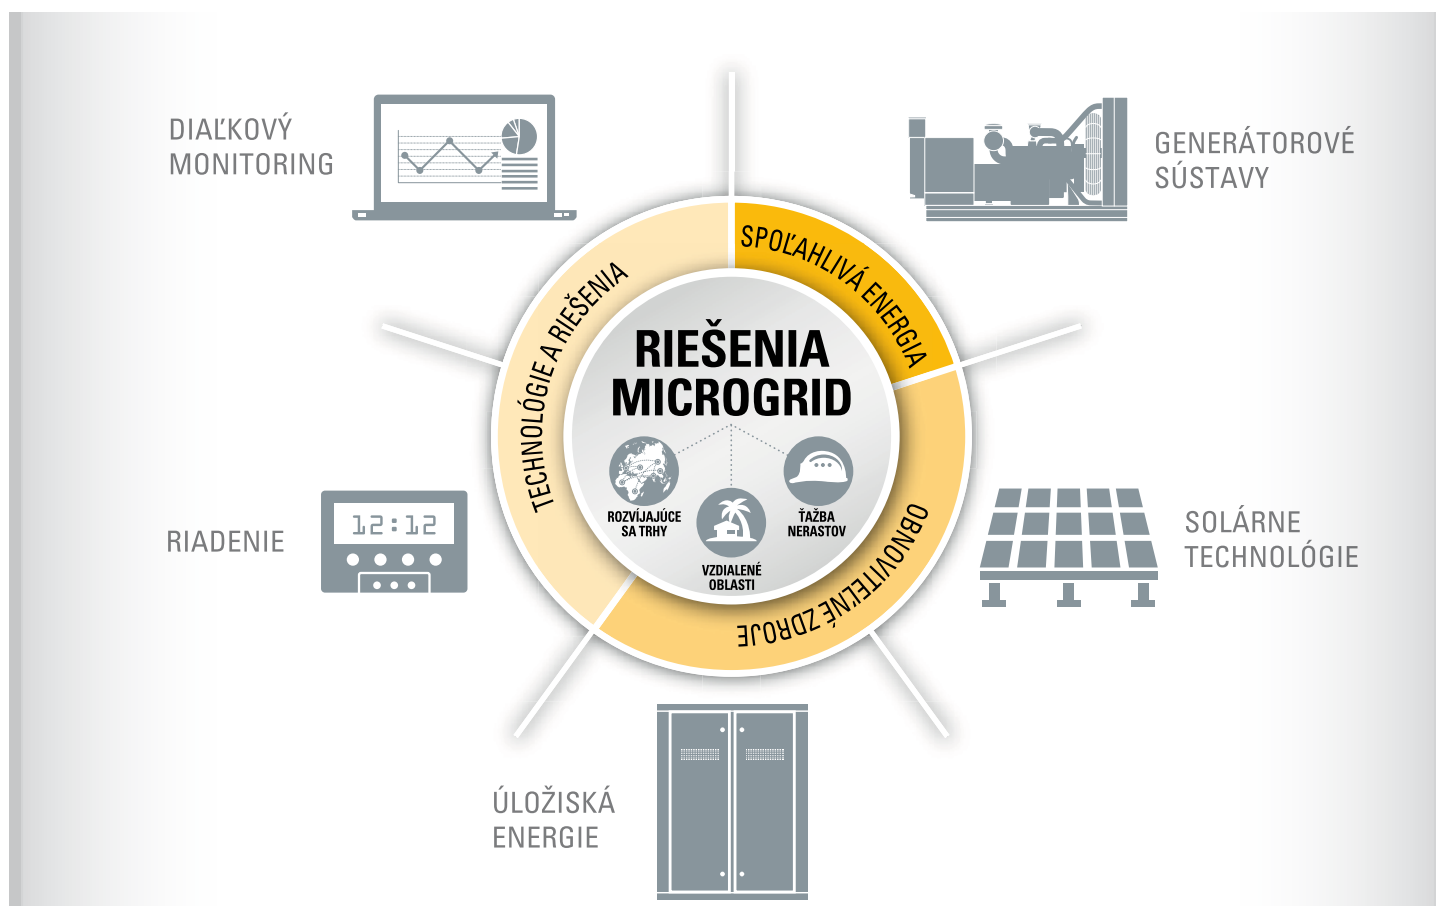 DIAĽKOVÝ
MONITORING
GENERÁTOROVÉ
SÚSTAVY
SPOĽAHLIVÁ ENERGIA
TECHNOLÓGIE A RIEŠENIA
RIEŠENIA
MICROGRID
ROZVÍJAJÚCE
SA TRHY
VZDIALENÉ
OBLASTI
ŤAŽBA
NERASTOV
OBNOVITEĽNÉ ZDROJE
RIADENIE
12:12
SOLÁRNE
TECHNOLÓGIE
ÚLOŽISKÁ
ENERGIE